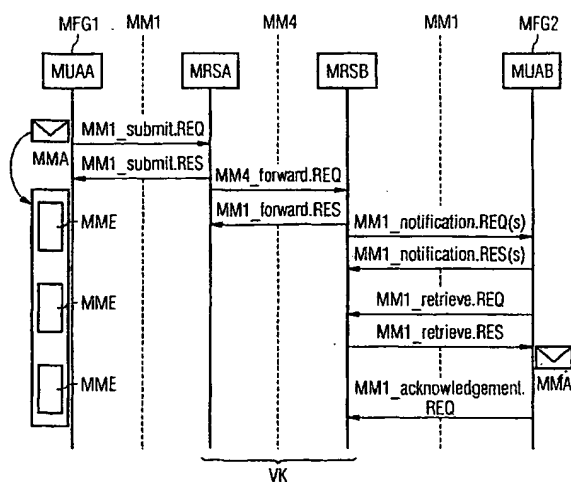 MFG1 MM1 MM4 MM1 MFG2
MUAA MRSA MRSB MUAB
MMA
MM1_submit.REQ
MM1_submit.RES
MM4_forward.REQ
MM1_forward.RES
MME
MM1_notification.REQ(s)
MM1_notification.RES(s)
MME
MM1_retrieve.REQ
MM1_retrieve.RES
MMA
MME
MM1_acknowledgement.
REQ
VK